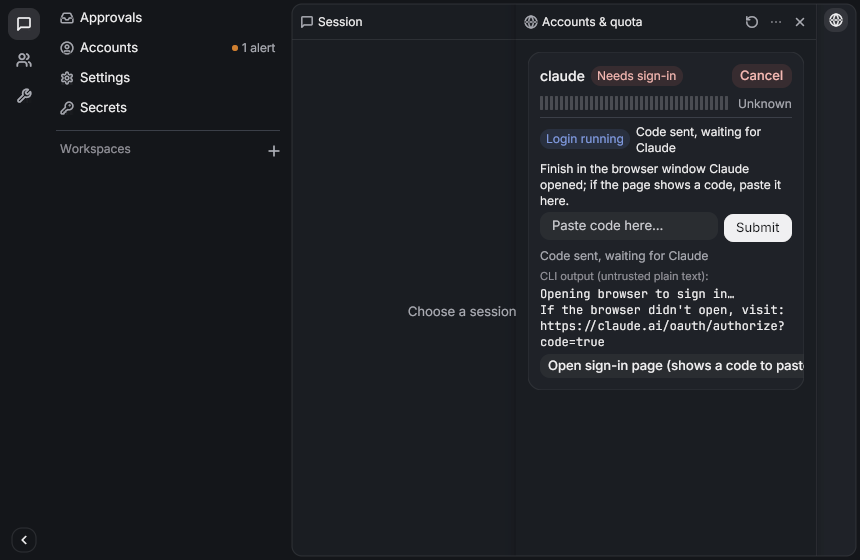 Approvals
Accounts
1 alert
Settings
Secrets
Workspaces
Session
Choose a session
Accounts & quota
claude
Needs sign-in
Cancel
Unknown
Login running
Code sent, waiting for
Claude
Finish in the browser window Claude
opened; if the page shows a code, paste it
here.
Paste code here...
Submit
Code sent, waiting for Claude
CLI output (untrusted plain text):
Opening browser to sign in…
If the browser didn't open, visit:
https://claude.ai/oauth/authorize?
code=true
Open sign-in page (shows a code to paste